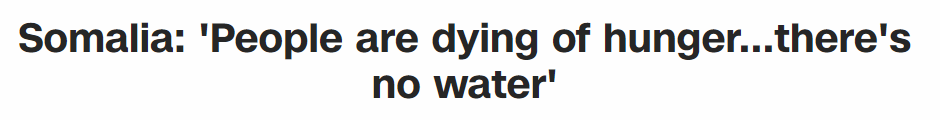 Somalia: 'People are dying of hunger...there's
no water'